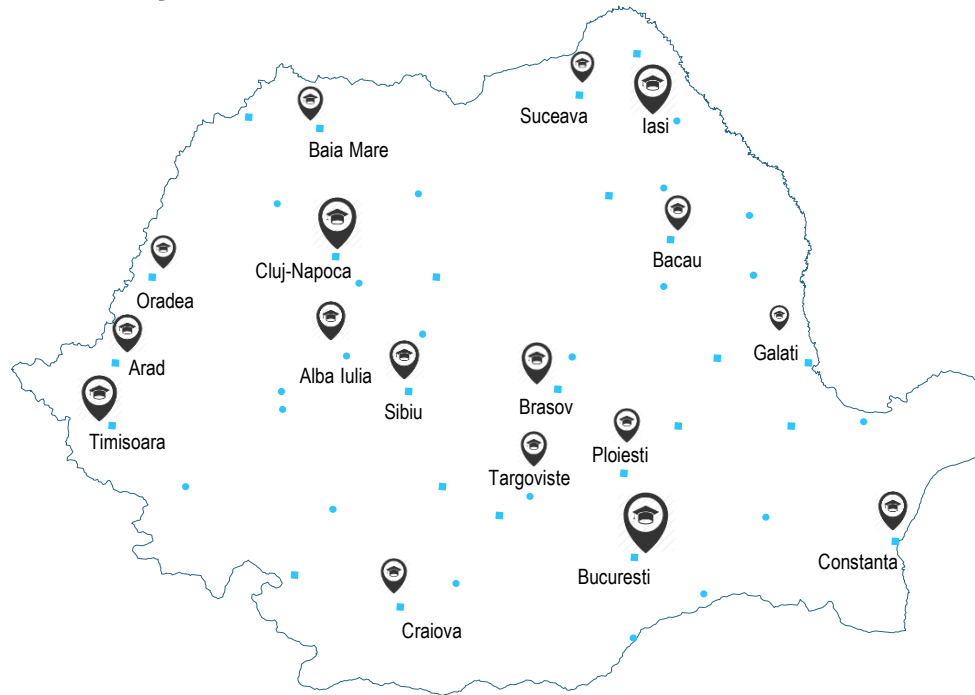 Suceava
Iasi
Baia Mare
Cluj-Napoca
Bacau
Oradea
Galati
Arad
Alba Iulia
Sibiu
Brasov
Timisoara
Ploiesti
Targoviste
Constanta
Bucuresti
Craiova